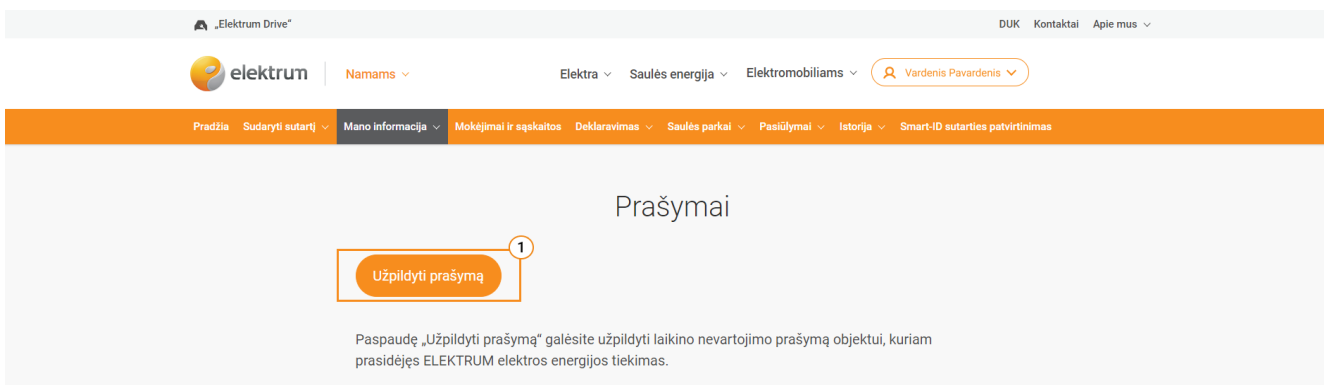 „Elektrum Drive“ DUK Kontaktai Apie mus
elektrum Namams Elektra Saulės energija Elektromobiliams Vardenis Pavardenis
Pradžia Sudaryti sutartį Mano informacija Mokėjimai ir sąskaitos Deklaravimas Saulės parkai Pasiūlymai Istorija Smart-ID sutarties patvirtinimas
Prašymai
1
Užpildyti prašymą
Paspaudę „Užpildyti prašymą“ galėsite užpildyti laikino nevartojimo prašymą objektui, kuriam
prasidėjęs ELEKTRUM elektros energijos tiekimas.